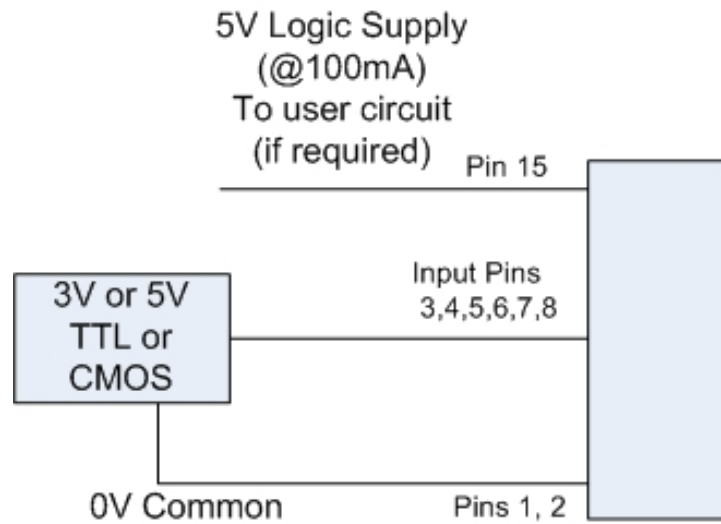 5V Logic Supply
(@100mA)
To user circuit
(if required)
Pin 15
Input Pins
3,4,5,6,7,8
3V or 5V
TTL or
CMOS
0V Common
Pins 1, 2